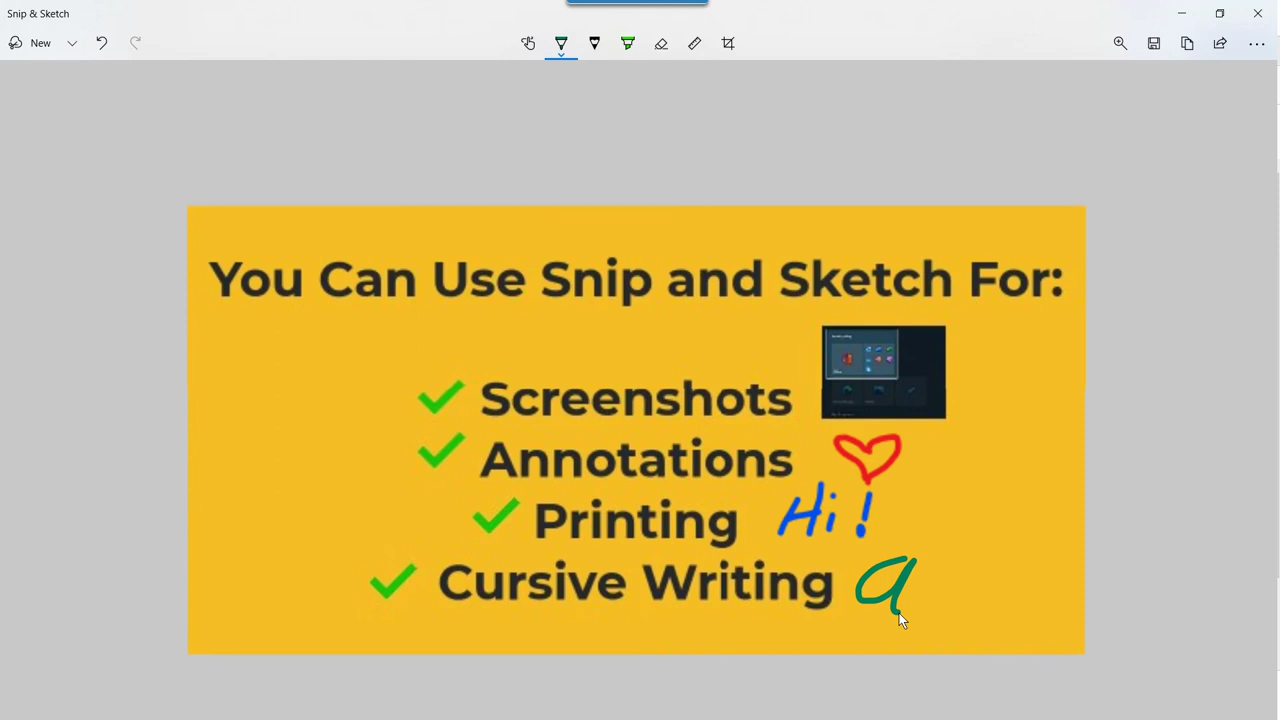 Snip & Sketch
New
You Can Use Snip and Sketch For:
Screenshots
Annotations
Printing Hi!
Cursive Writing a